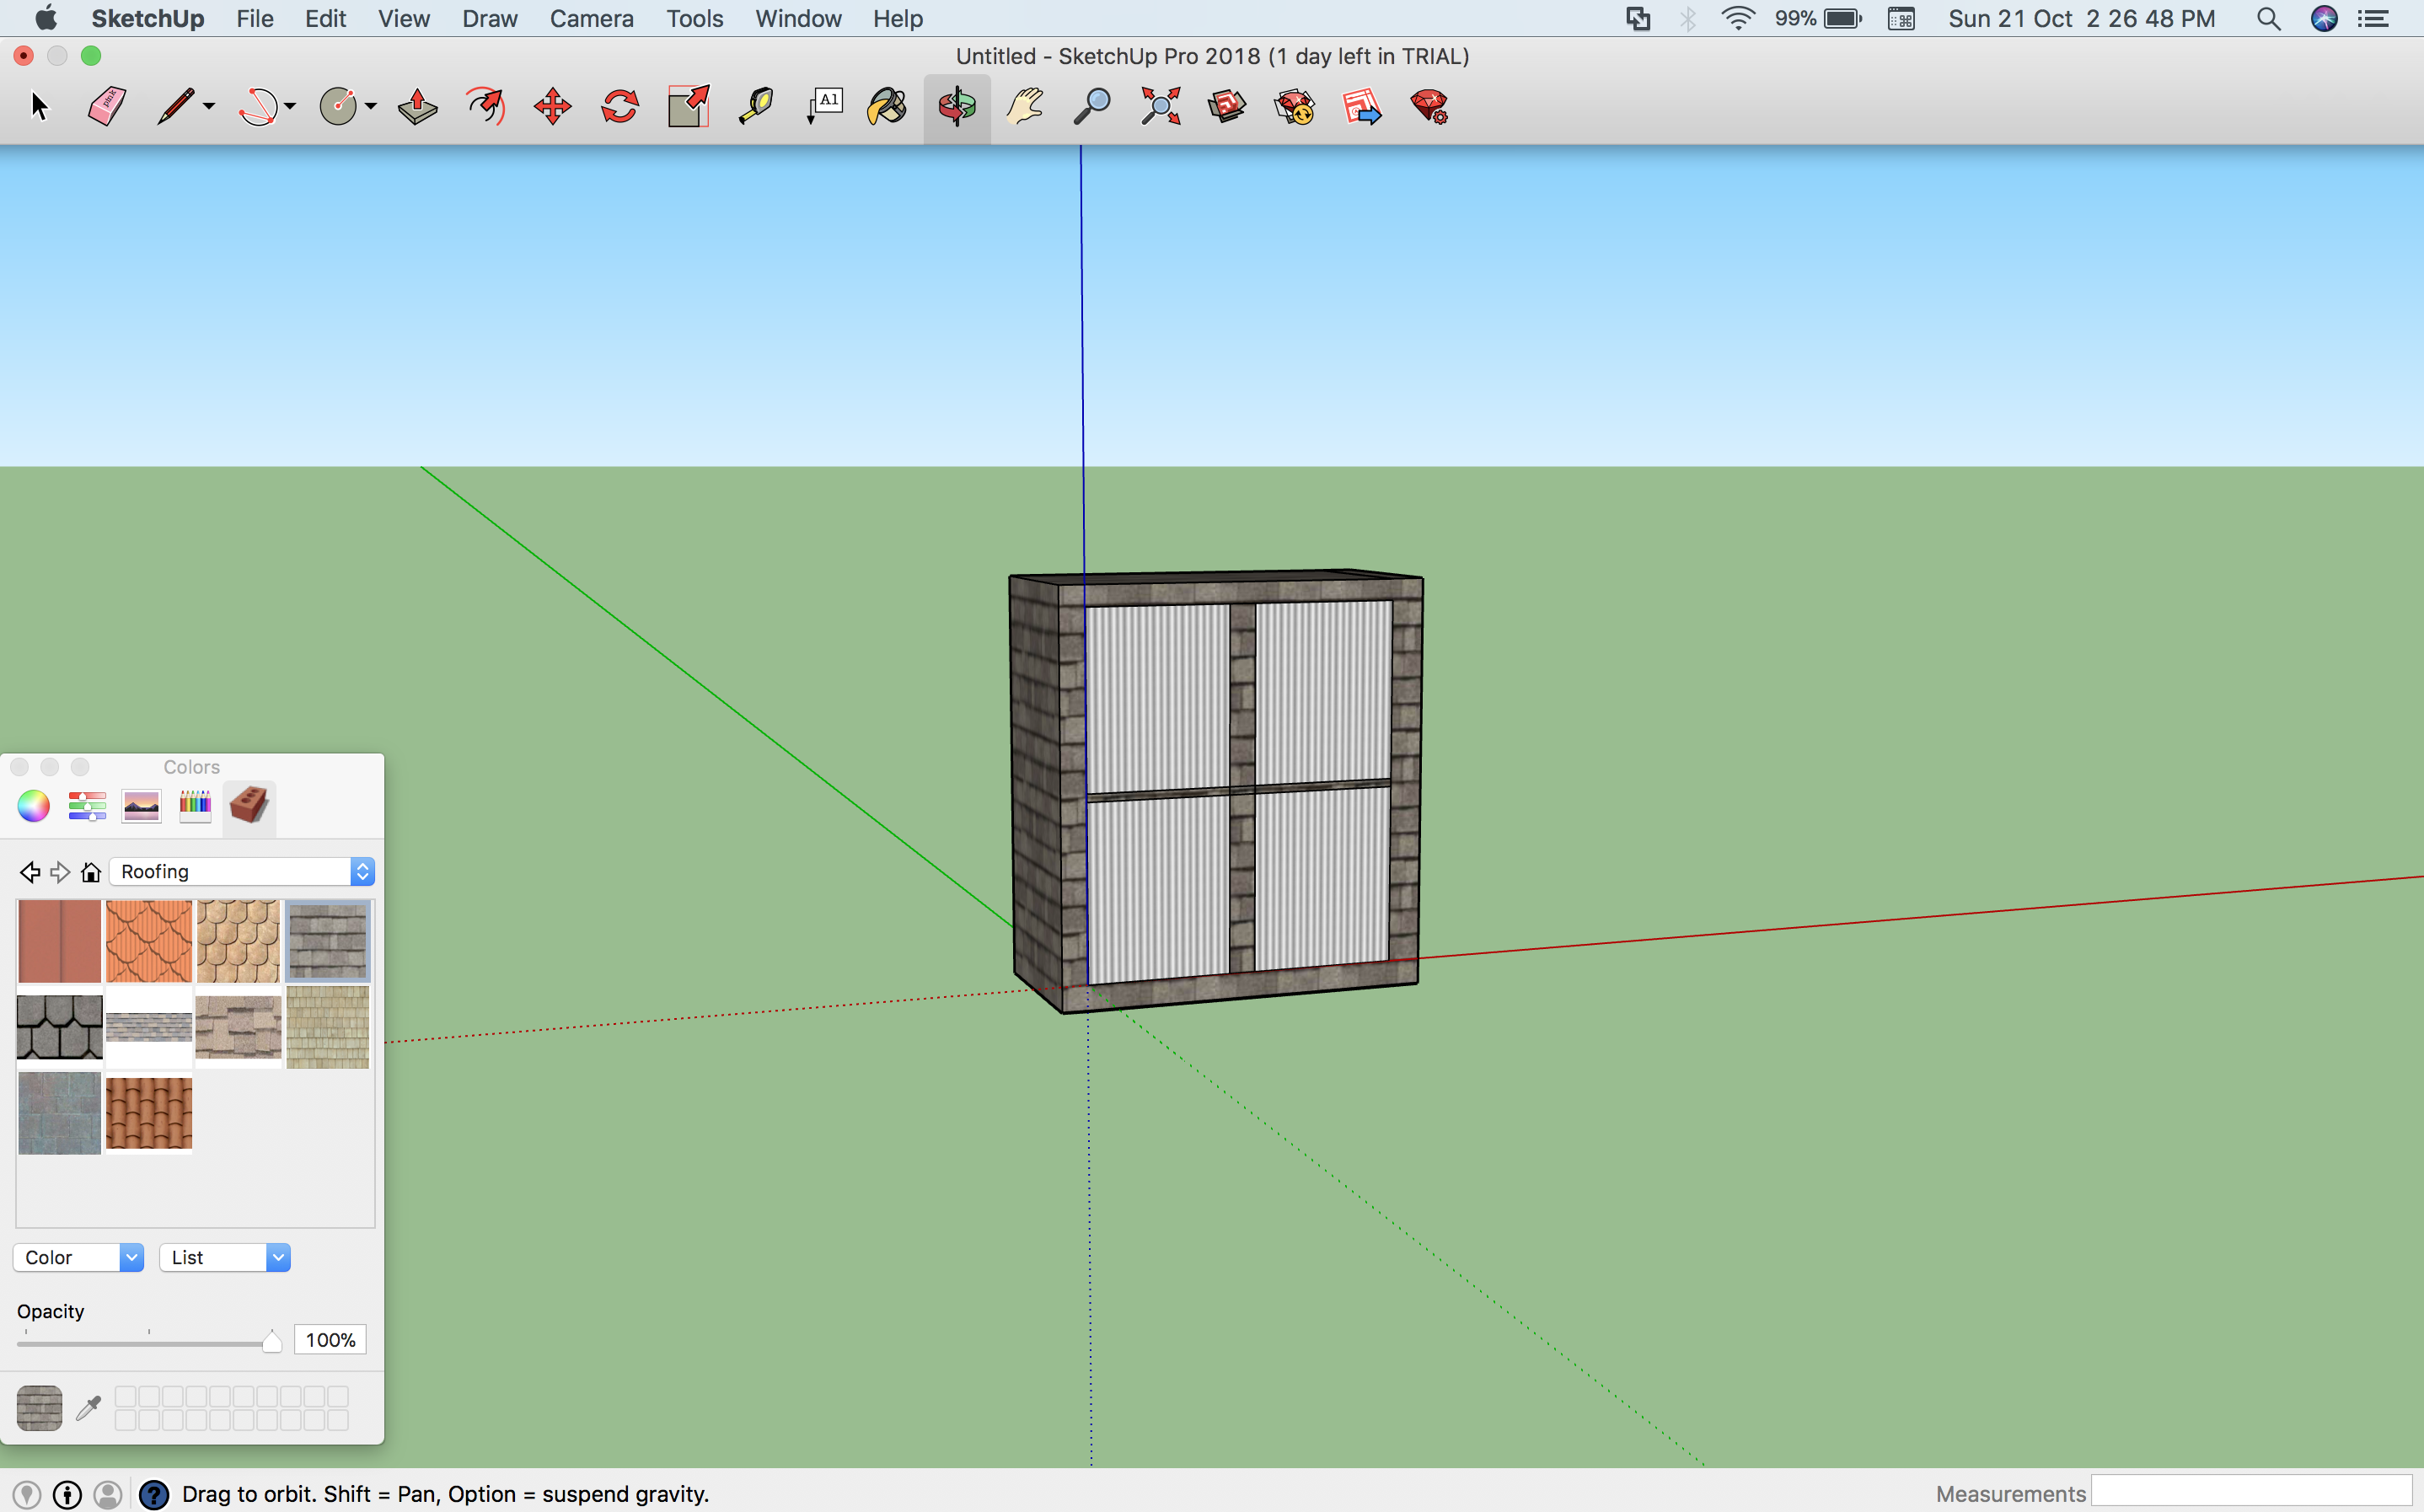 SketchUp File Edit View Draw Camera Tools Window Help 99% Sun 21 Oct 2 26 48 PM
Untitled - SketchUp Pro 2018 (1 day left in TRIAL)
pink
A1
Colors
Roofing
Color List
Opacity
100%
? Drag to orbit. Shift = Pan, Option = suspend gravity. Measurements